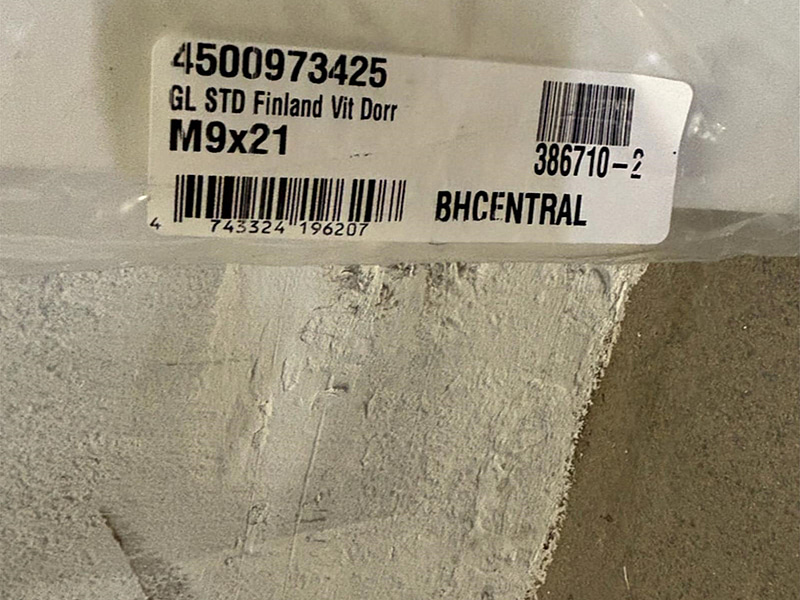 4500973425
GL STD Finland Vit Dorr
M9x21
386710-2
BHCENTRAL
4 743324 196207